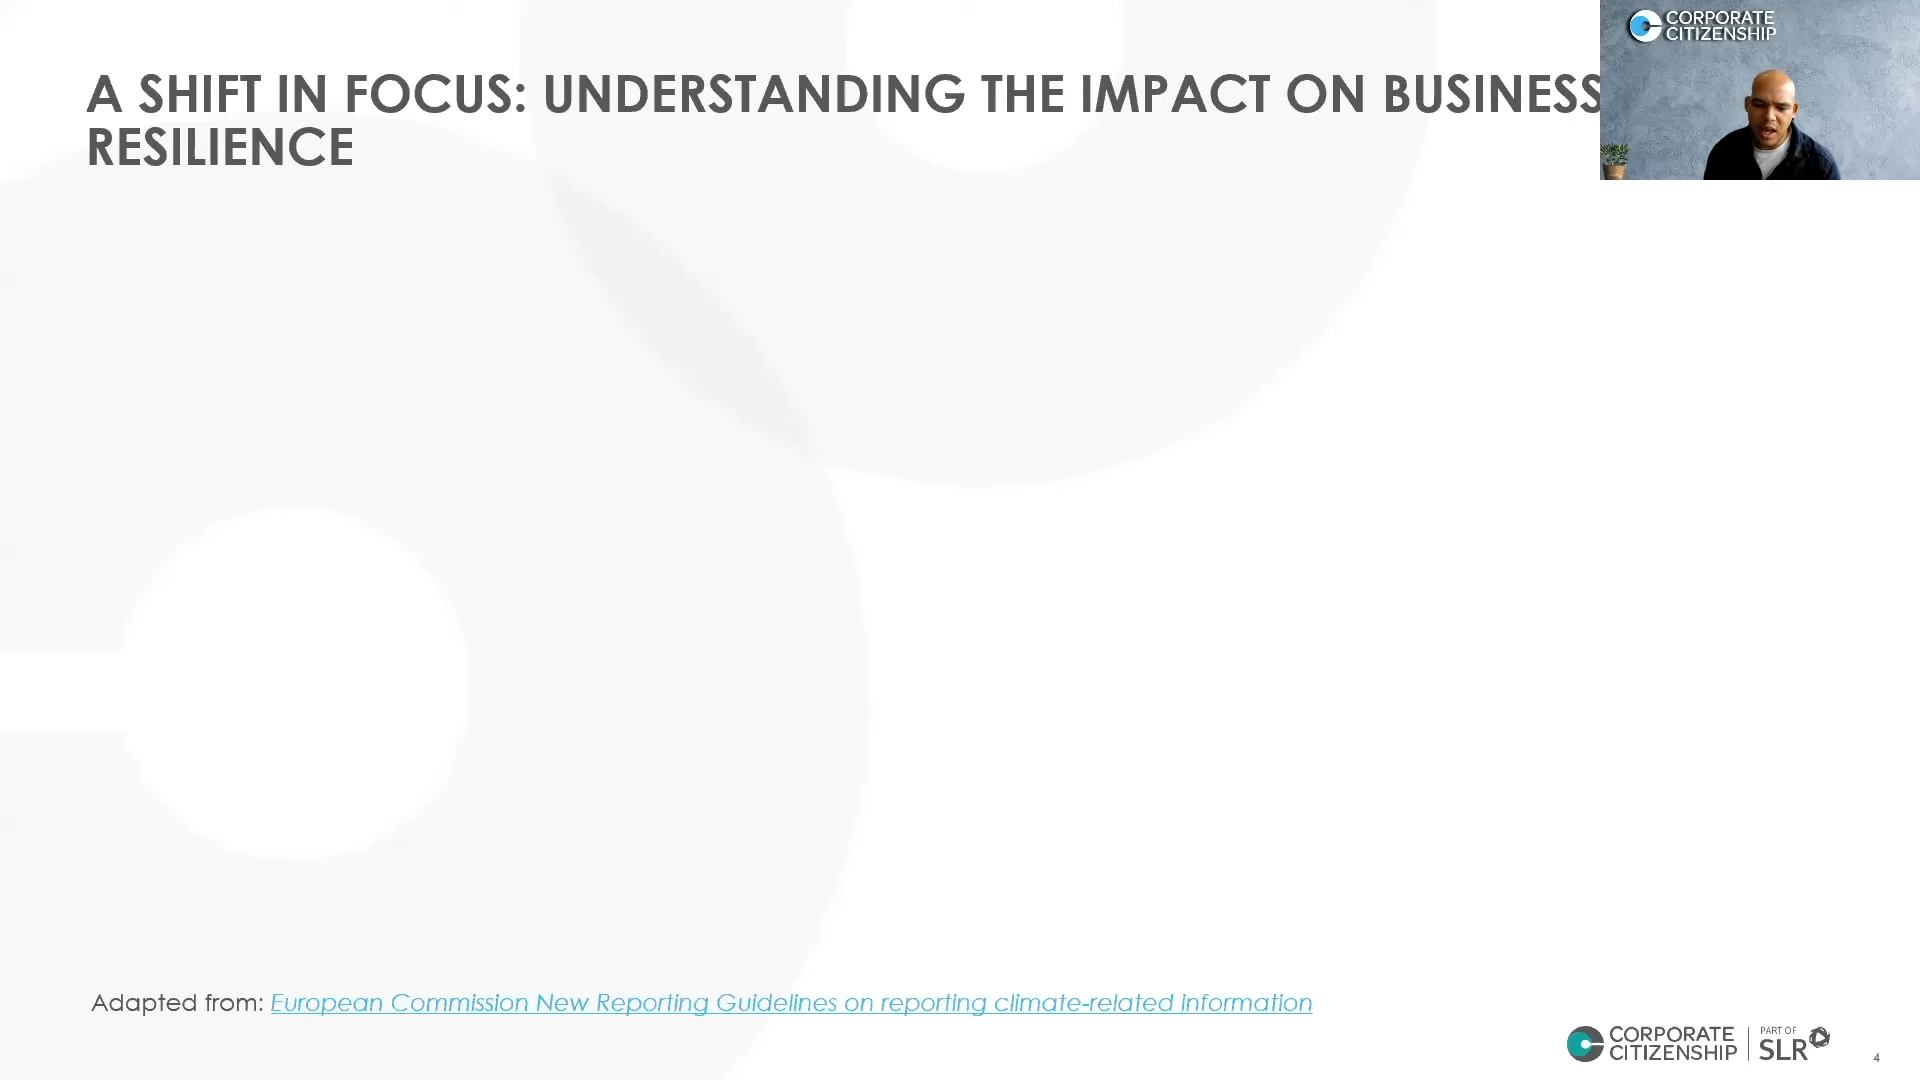 CORPORATE
CITIZENSHIP
A SHIFT IN FOCUS: UNDERSTANDING THE IMPACT ON BUSINESS
RESILIENCE
Adapted from: European Commission New Reporting Guidelines on reporting climate-related information
CORPORATE
CITIZENSHIP
PART OF
SLR
4